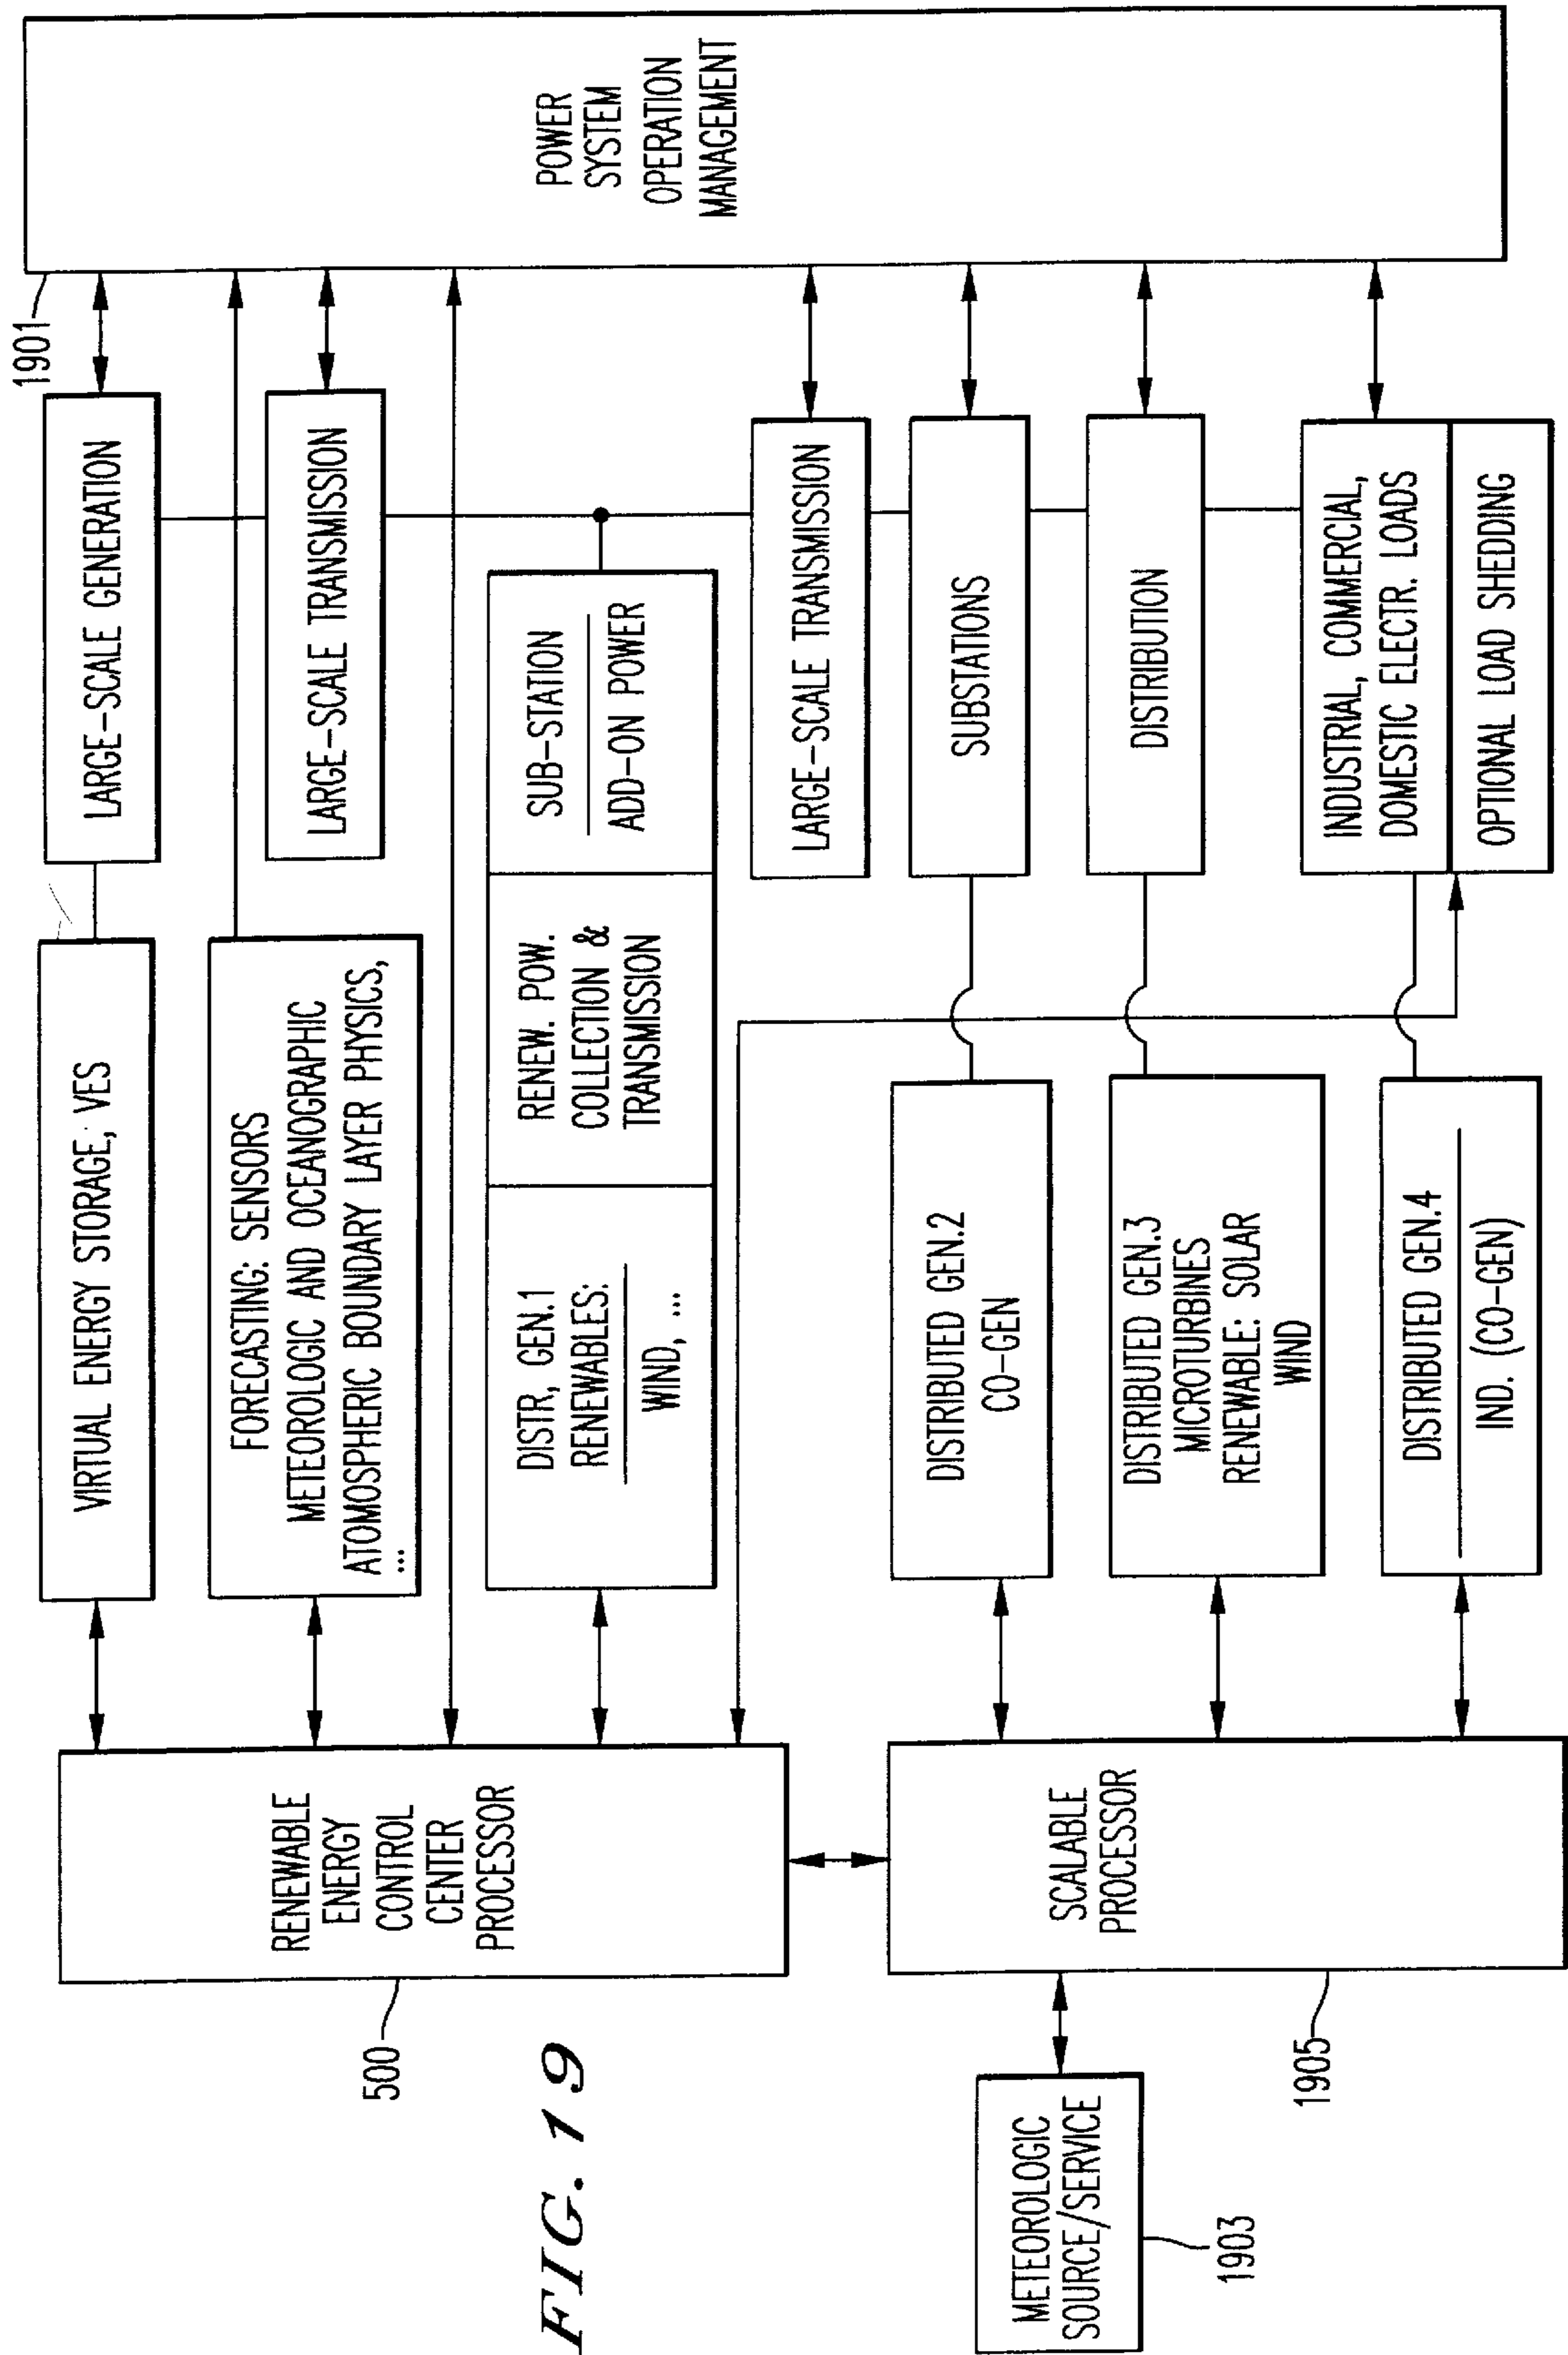 FIG. 19
1901
POWER
SYSTEM
OPERATION
MANAGEMENT
LARGE-SCALE GENERATION
LARGE-SCALE TRANSMISSION
SUB-STATION
ADD-ON POWER
LARGE-SCALE TRANSMISSION
SUBSTATIONS
DISTRIBUTION
INDUSTRIAL, COMMERCIAL,
DOMESTIC ELECTR. LOADS
OPTIONAL LOAD SHEDDING
VIRTUAL ENERGY STORAGE, VES
FORECASTING: SENSORS
METEOROLOGIC AND OCEANOGRAPHIC
ATOMOSPHERIC BOUNDARY LAYER PHYSICS,
...
RENEW. POW.
COLLECTION &
TRANSMISSION
DISTR, GEN.1
RENEWABLES:
WIND, ...
DISTRIBUTED GEN.2
CO-GEN
DISTRIBUTED GEN.3
MICROTURBINES
RENEWABLE: SOLAR
WIND
DISTRIBUTED GEN.4
IND. (CO-GEN)
RENEWABLE
ENERGY
CONTROL
CENTER
PROCESSOR
500
SCALABLE
PROCESSOR
1905
METEOROLOGIC
SOURCE/SERVICE
1903